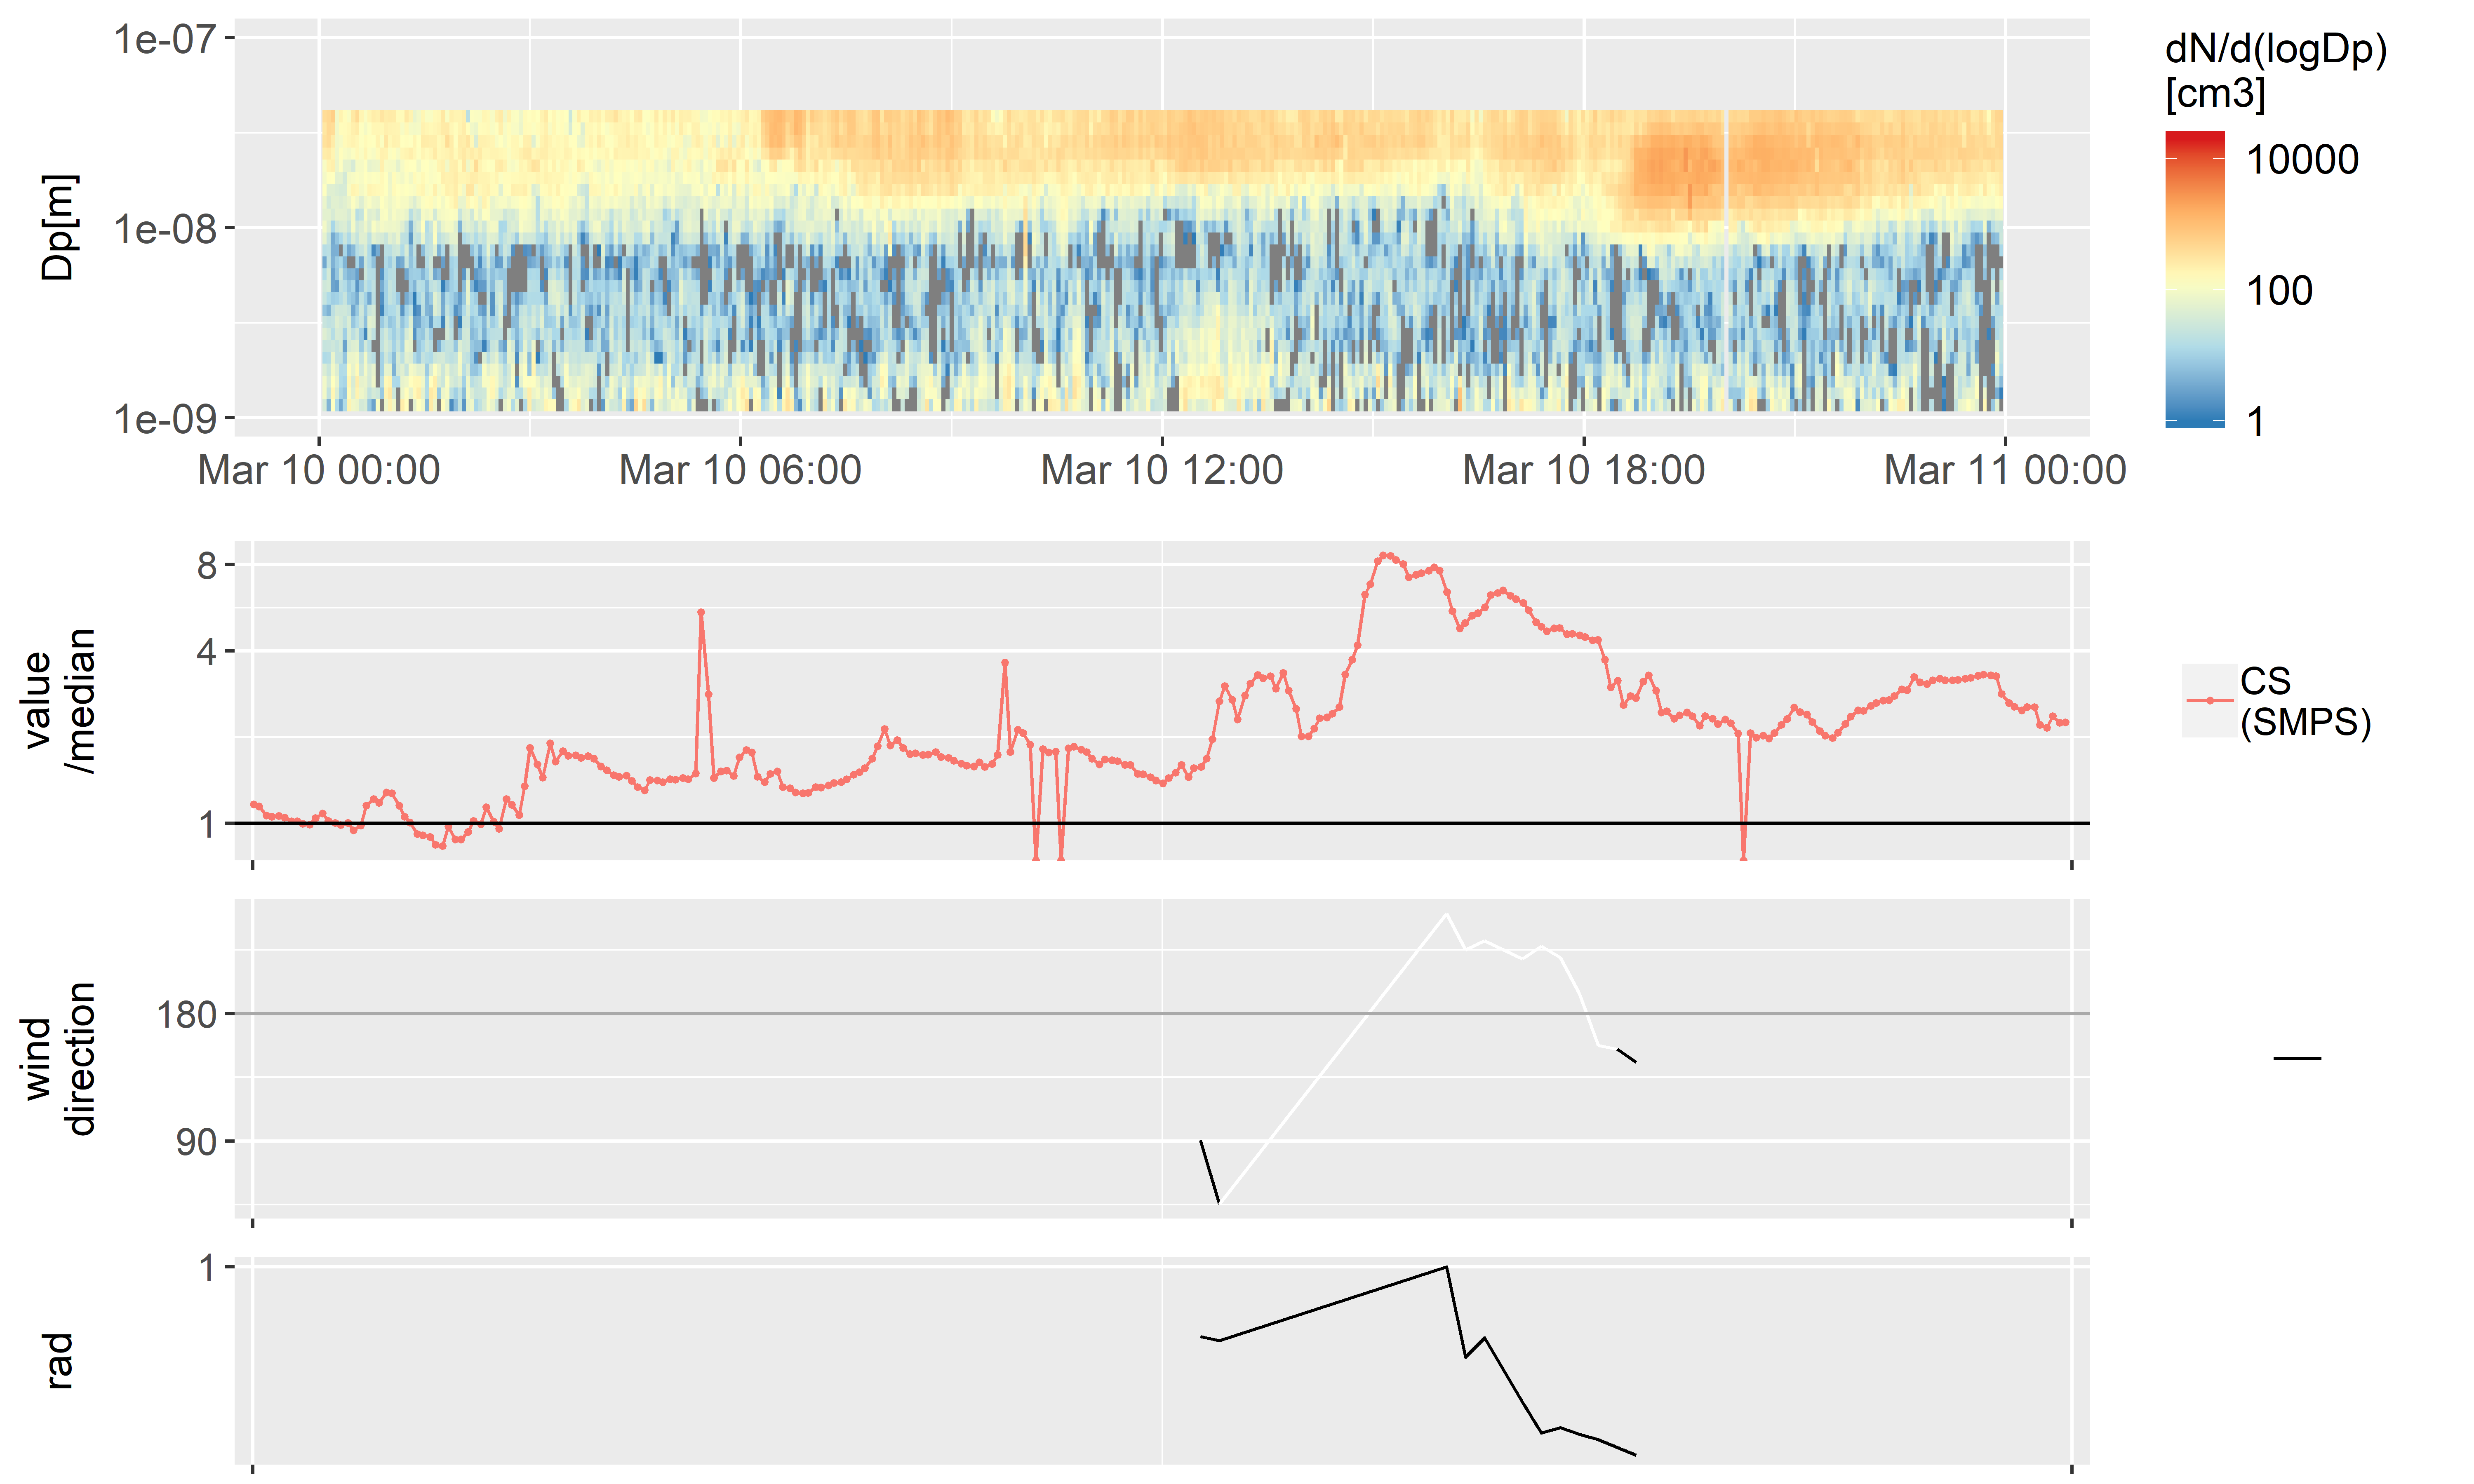 1e-07
1e-08
1e-09
Dp[m]
Mar 10 00:00
Mar 10 06:00
Mar 10 12:00
Mar 10 18:00
Mar 11 00:00
dN/d(logDp)
[cm3]
10000
100
1
value
/median
8
4
1
CS
(SMPS)
wind
direction
180
90
rad
1